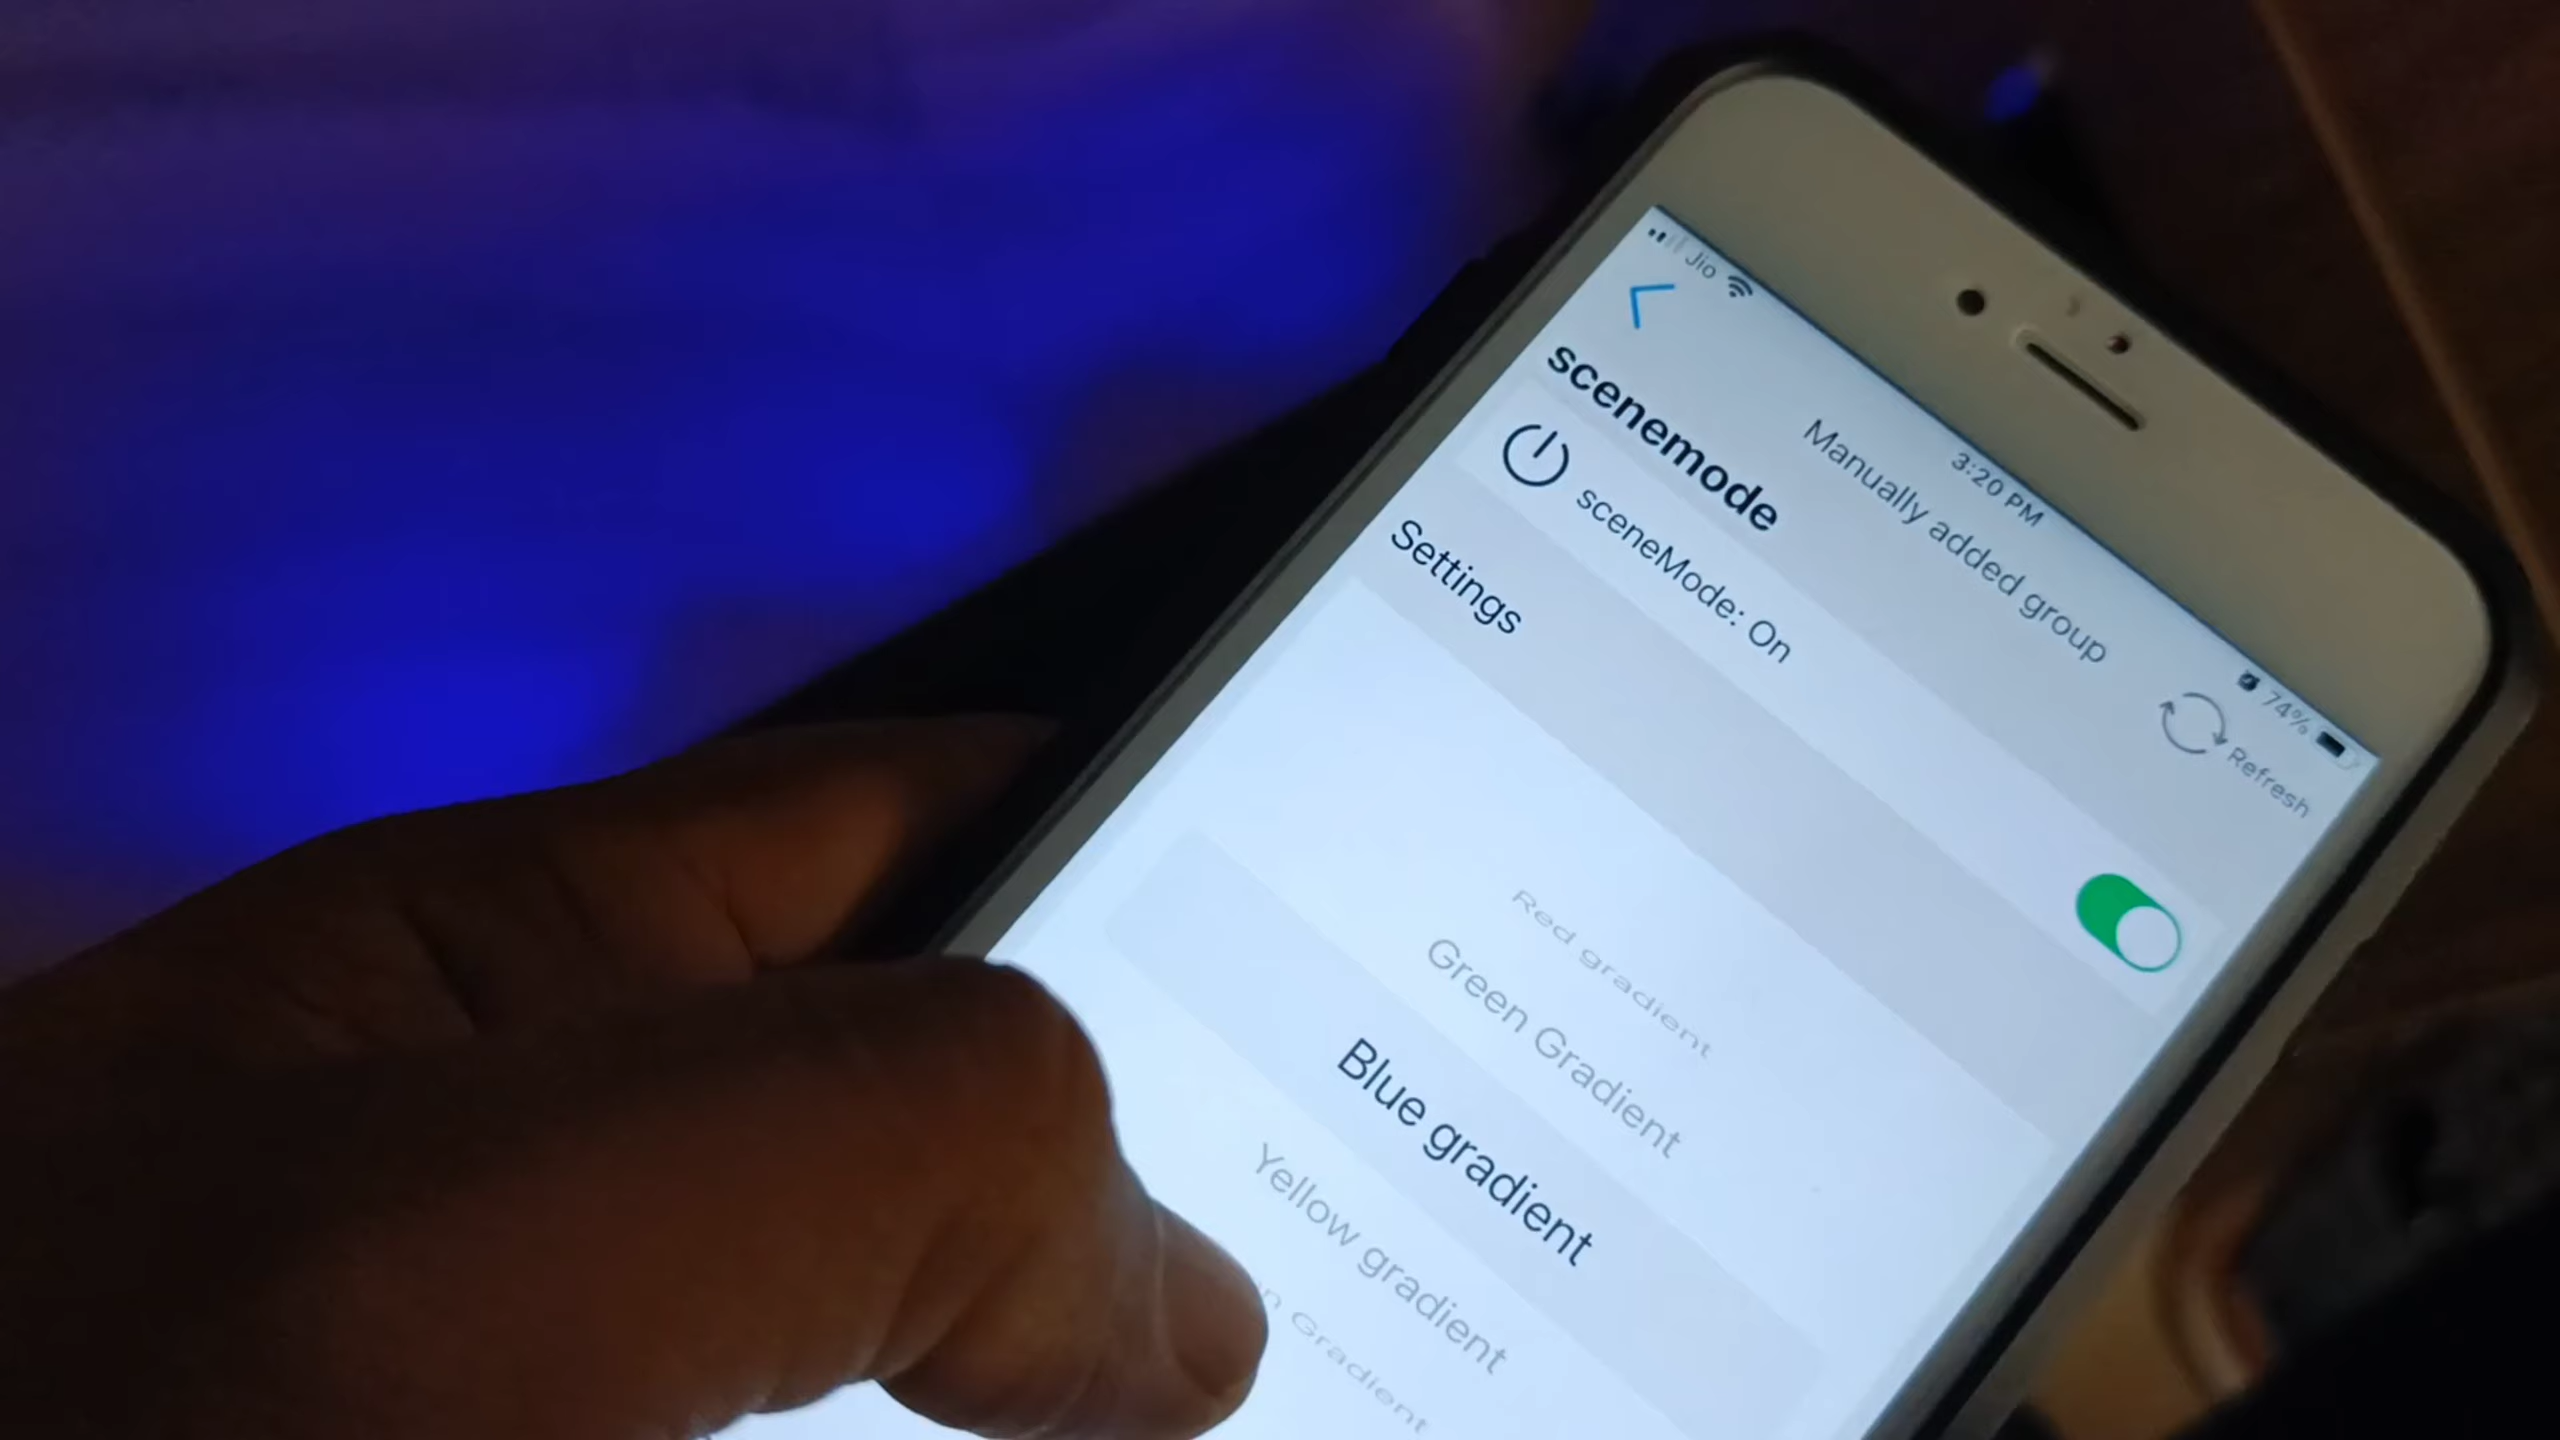 Jio 3:20 PM 74%
Manually added group
Refresh
scenemode
sceneMode: On
Settings
Red gradient
Green Gradient
Blue gradient
Yellow gradient
Gradient